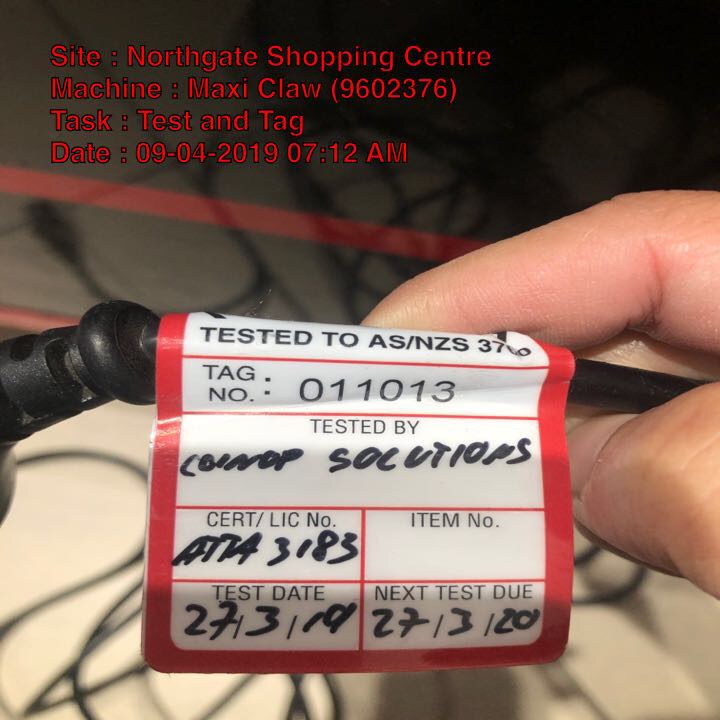 Site : Northgate Shopping Centre
Machine : Maxi Claw (9602376)
Task : Test and Tag
Date : 09-04-2019 07:12 AM
TESTED TO AS/NZS 3760
TAG NO. : 011013
TESTED BY
COINOP SOLUTIONS
CERT/ LIC No. ITEM No.
ATTA 3183
TEST DATE NEXT TEST DUE
27/3/19 27/3/20